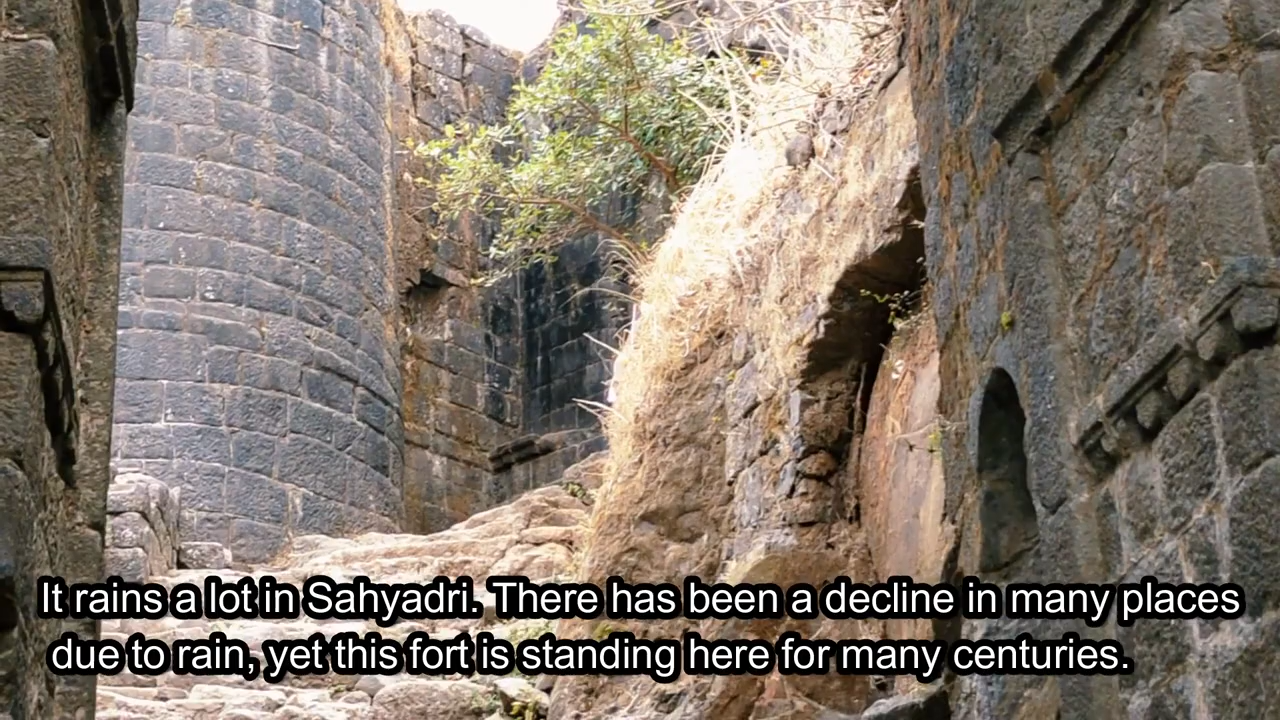 It rains a lot in Sahyadri. There has been a decline in many places
due to rain, yet this fort is standing here for many centuries.